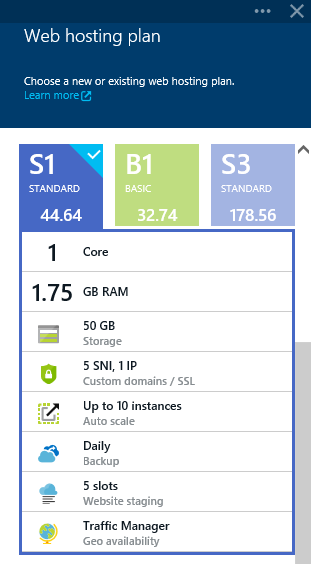 Web hosting plan
Choose a new or existing web hosting plan.
Learn more
S1 B1 S3
STANDARD BASIC STANDARD
44.64 32.74 178.56
1 Core
1.75 GB RAM
50 GB
Storage
5 SNI, 1 IP
Custom domains / SSL
Up to 10 instances
Auto scale
Daily
Backup
5 slots
Website staging
Traffic Manager
Geo availability